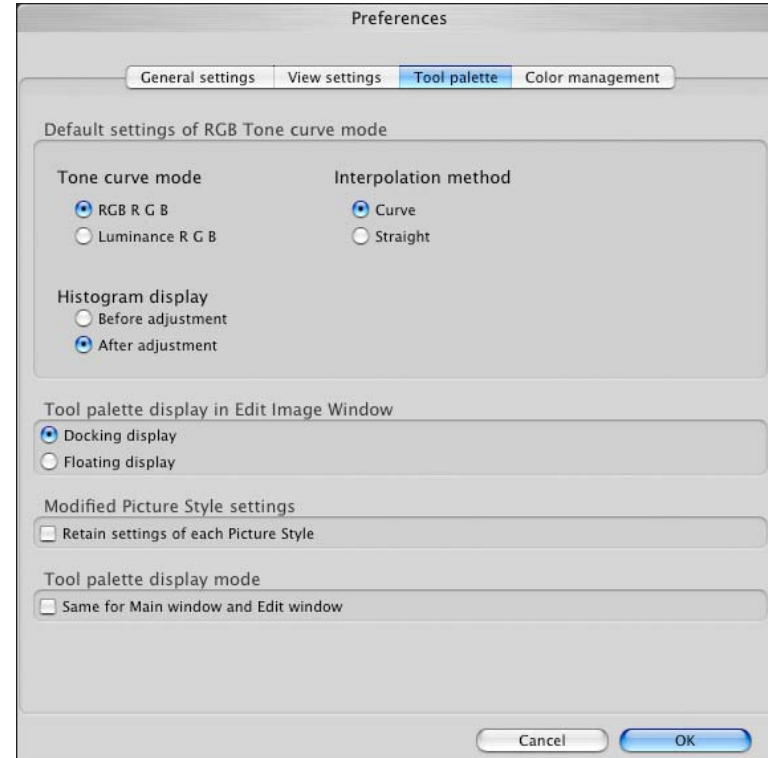 Preferences
General settings View settings Tool palette Color management
Default settings of RGB Tone curve mode
Tone curve mode
RGB R G B
Luminance R G B
Interpolation method
Curve
Straight
Histogram display
Before adjustment
After adjustment
Tool palette display in Edit Image Window
Docking display
Floating display
Modified Picture Style settings
Retain settings of each Picture Style
Tool palette display mode
Same for Main window and Edit window
Cancel OK